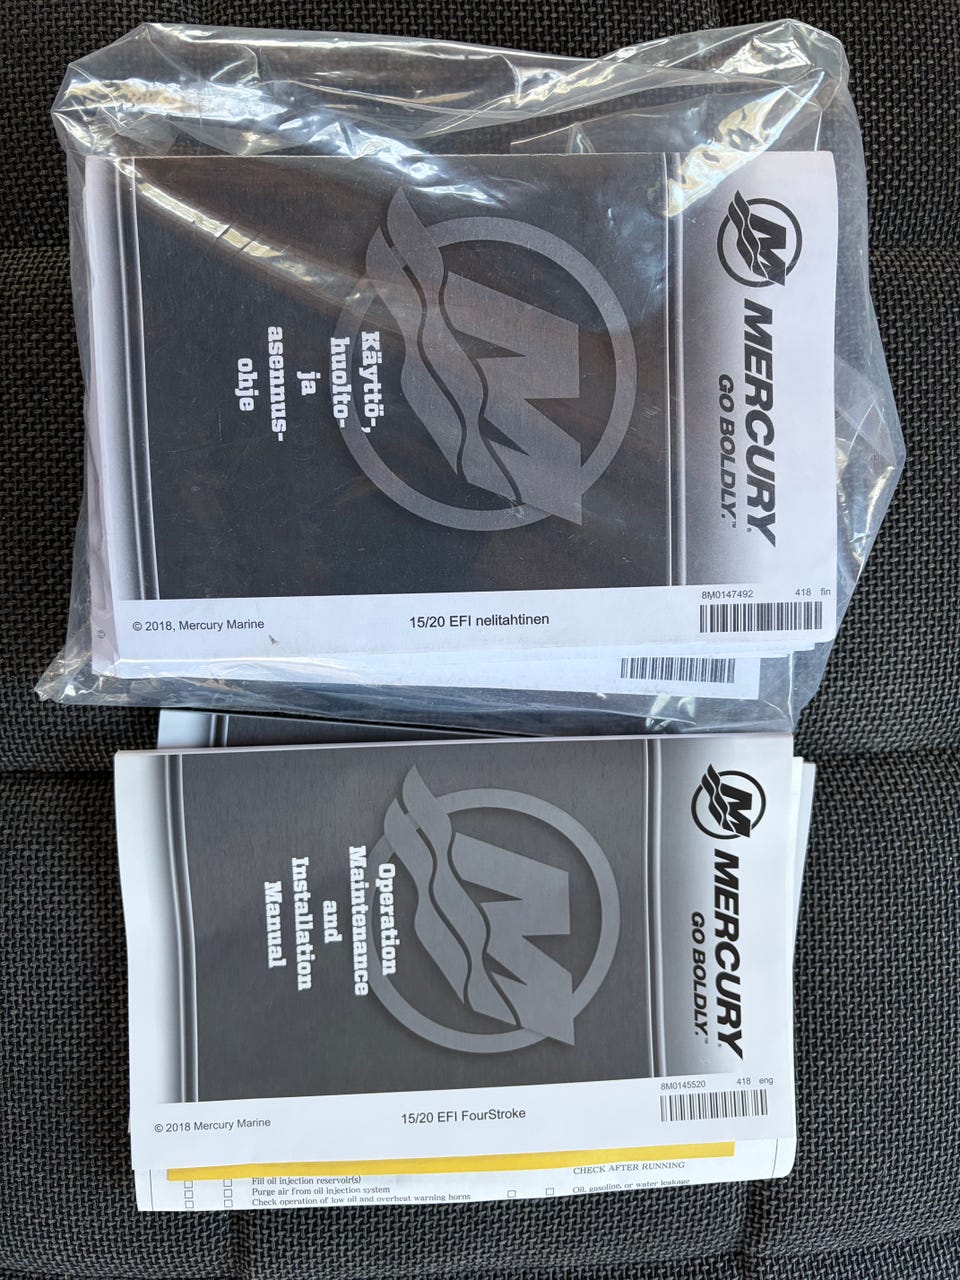 MERCURY
GO BOLDLY.™
Käyttö-,
huolto-
ja
asennus-
ohje
8M0147492 418 fin
© 2018, Mercury Marine
15/20 EFI nelitahtinen
©
MERCURY
GO BOLDLY.™
Operation
Maintenance
and
Installation
Manual
8M0145520 418 eng
© 2018 Mercury Marine
15/20 EFI FourStroke
CHECK AFTER RUNNING
Fill oil injection reservoir(s)
Purge air from oil injection system
Check operation of low oil and overheat warning horns
Oil, gasoline, or water leakage